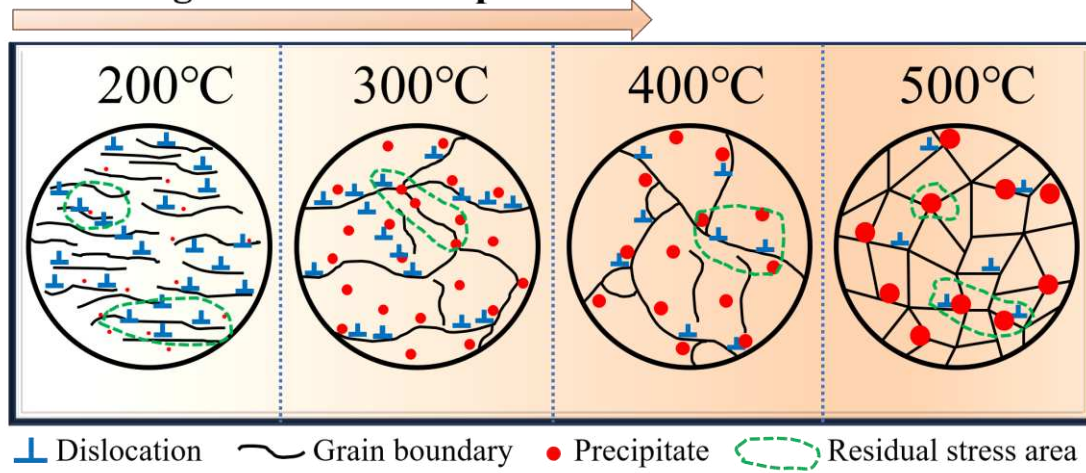 200℃ 300℃ 400℃ 500℃
Dislocation Grain boundary Precipitate Residual stress area